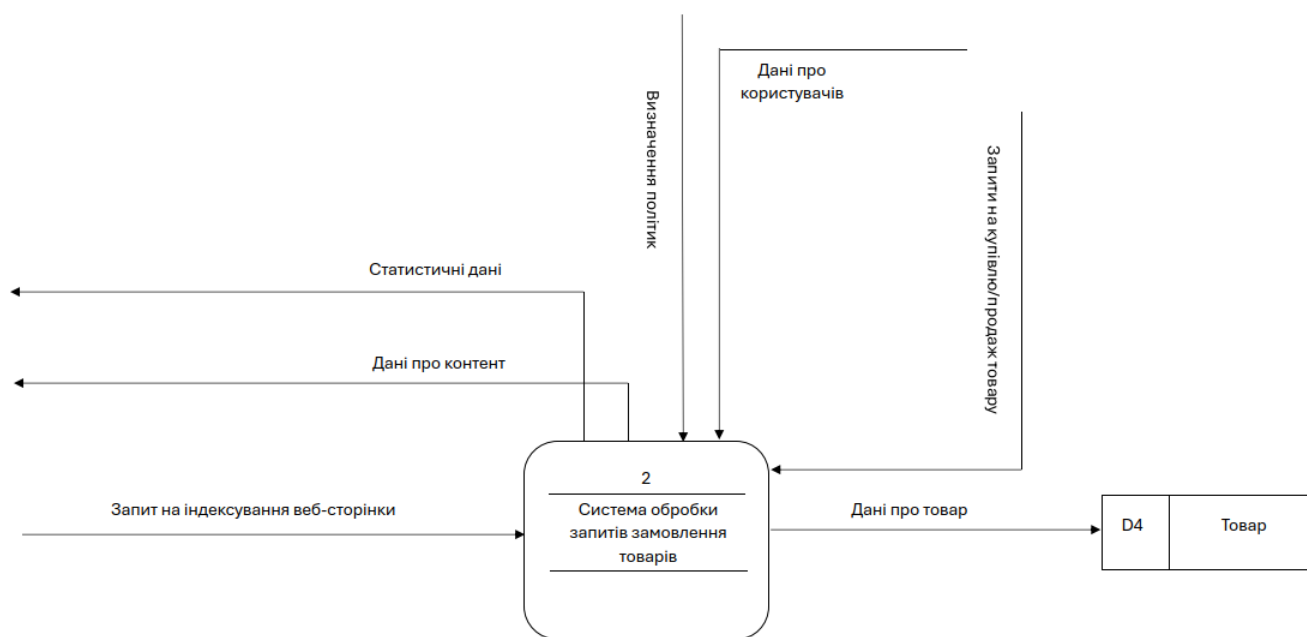 Дані про
користувачів
Визначення політик
Запити на купівлю/продаж товару
Статистичні дані
Дані про контент
2
Запит на індексування веб-сторінки
Система обробки
запитів замовлення
товарів
Дані про товар
D4
Товар